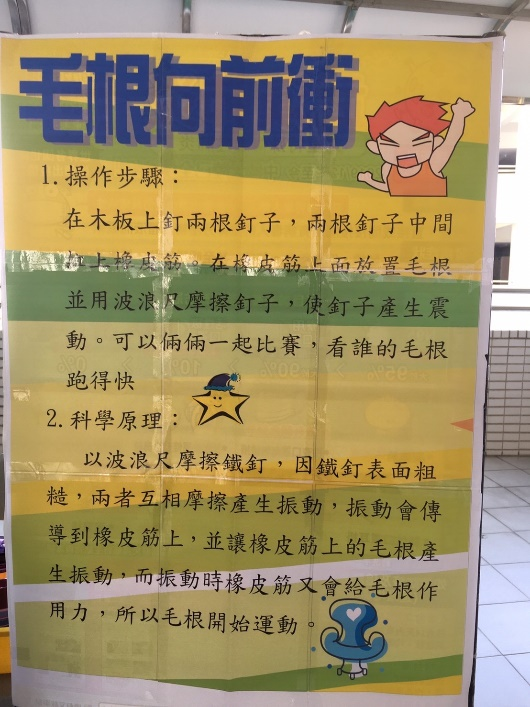 毛根向前衝
1. 操作步驟：
在木板上釘兩根釘子，兩根釘子中間
上橡皮筋。在橡皮筋上面放置毛根
並用波浪尺摩擦釘子，使釘子產生震
動。可以倆倆一起比賽，看誰的毛根
跑得快
2. 科學原理：
以波浪尺摩擦鐵釘，因鐵釘表面粗
糙，兩者互相摩擦產生振動，振動會傳
導到橡皮筋上，並讓橡皮筋上的毛根產
生振動，而振動時橡皮筋又會給毛根作
用力，所以毛根開始運動。